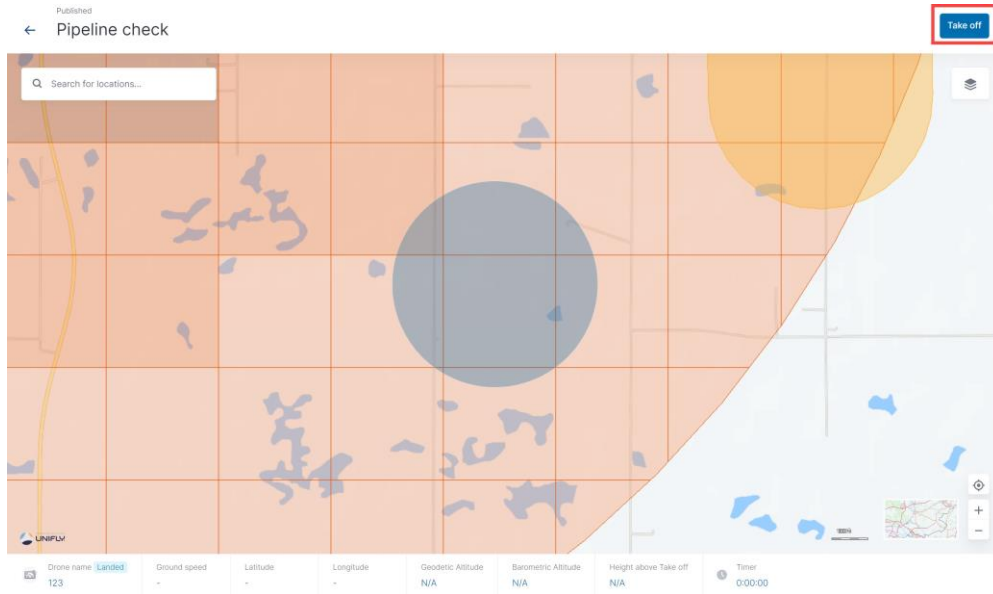 Published
← Pipeline check
Take off
Search for locations...
UNIFLY
Drone name Landed
123
Ground speed
-
Latitude
-
Longitude
-
Geodetic Altitude
N/A
Barometric Altitude
N/A
Height above Take off
N/A
Timer
0:00:00